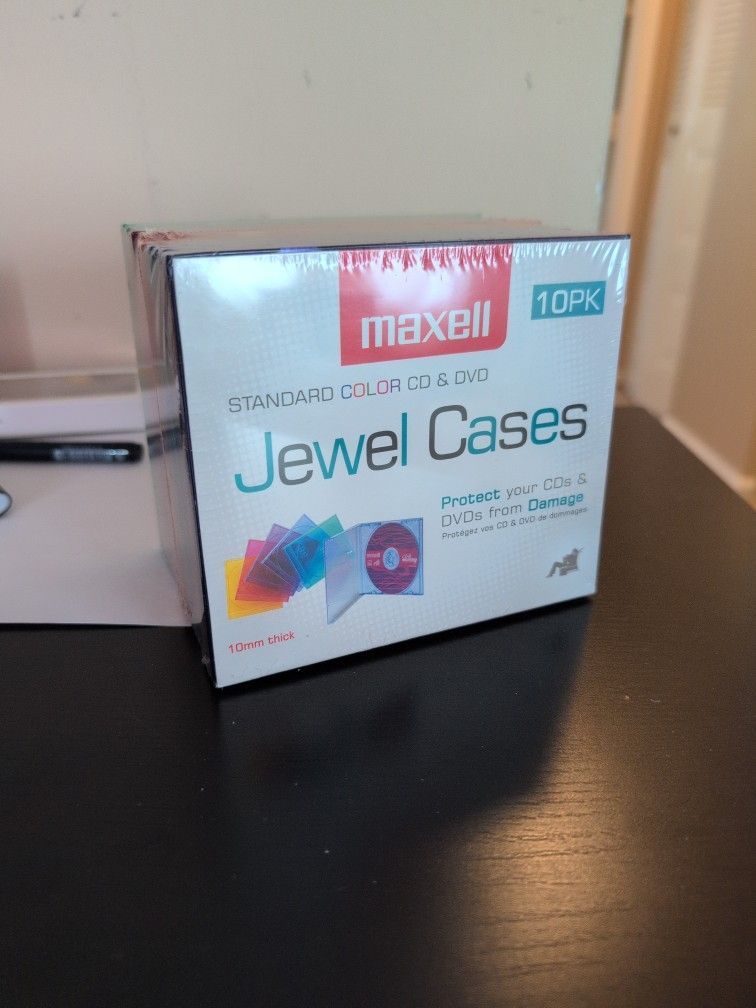 maxell
10PK
STANDARD COLOR CD & DVD
Jewel Cases
Protect your CDs &
DVDs from Damage
Protégez vos CD & DVD de dommages
maxell
10mm thick